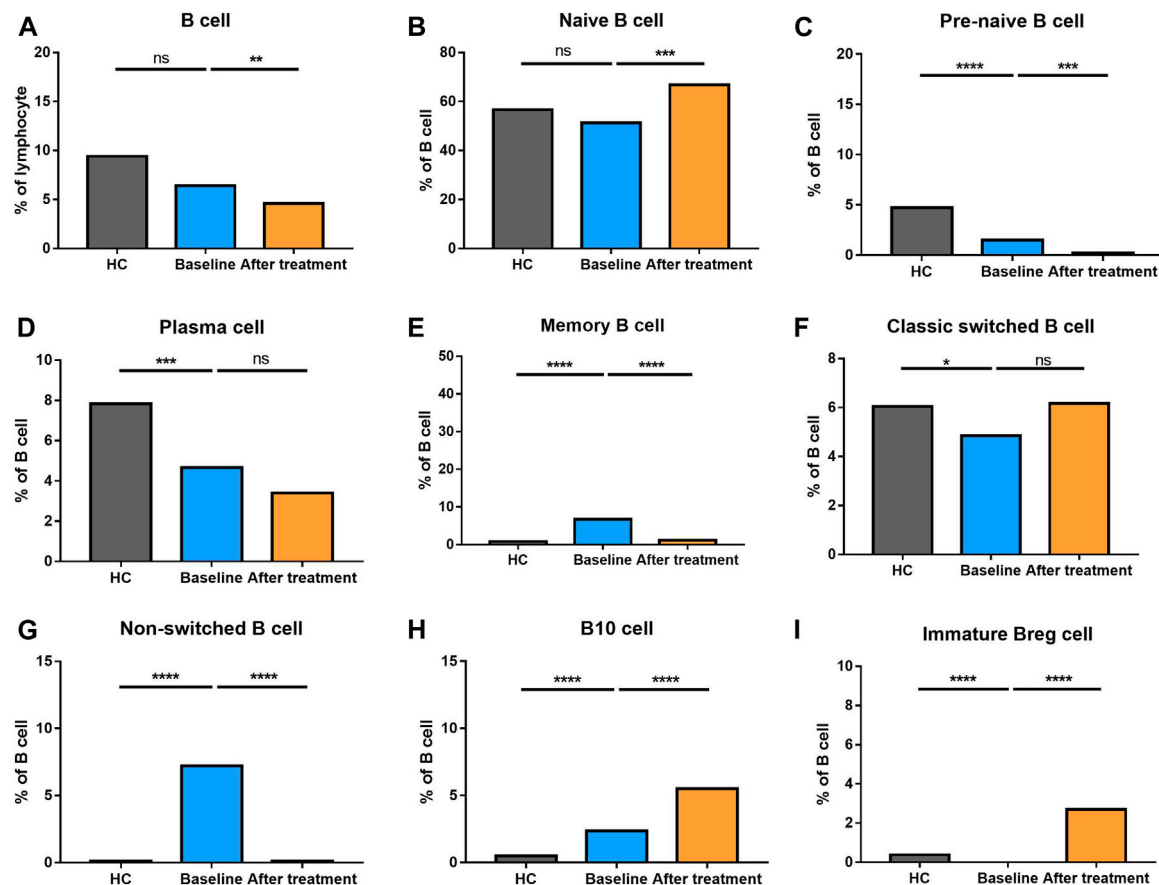 A
B cell
% of lymphocyte
20
15
10
5
0
ns
**
HC
Baseline
After treatment
B
Naive B cell
% of B cell
80
60
40
20
0
ns
***
HC
Baseline
After treatment
C
Pre-naive B cell
% of B cell
20
15
10
5
0
****
***
HC
Baseline
After treatment
D
Plasma cell
% of B cell
10
8
6
4
2
0
***
ns
HC
Baseline
After treatment
E
Memory B cell
% of B cell
50
40
30
20
10
0
****
****
HC
Baseline
After treatment
F
Classic switched B cell
% of B cell
8
6
4
2
0
*
ns
HC
Baseline
After treatment
G
Non-switched B cell
% of B cell
15
10
5
0
****
****
HC
Baseline
After treatment
H
B10 cell
% of B cell
15
10
5
0
****
****
HC
Baseline
After treatment
I
Immature Breg cell
% of B cell
10
8
6
4
2
0
****
****
HC
Baseline
After treatment